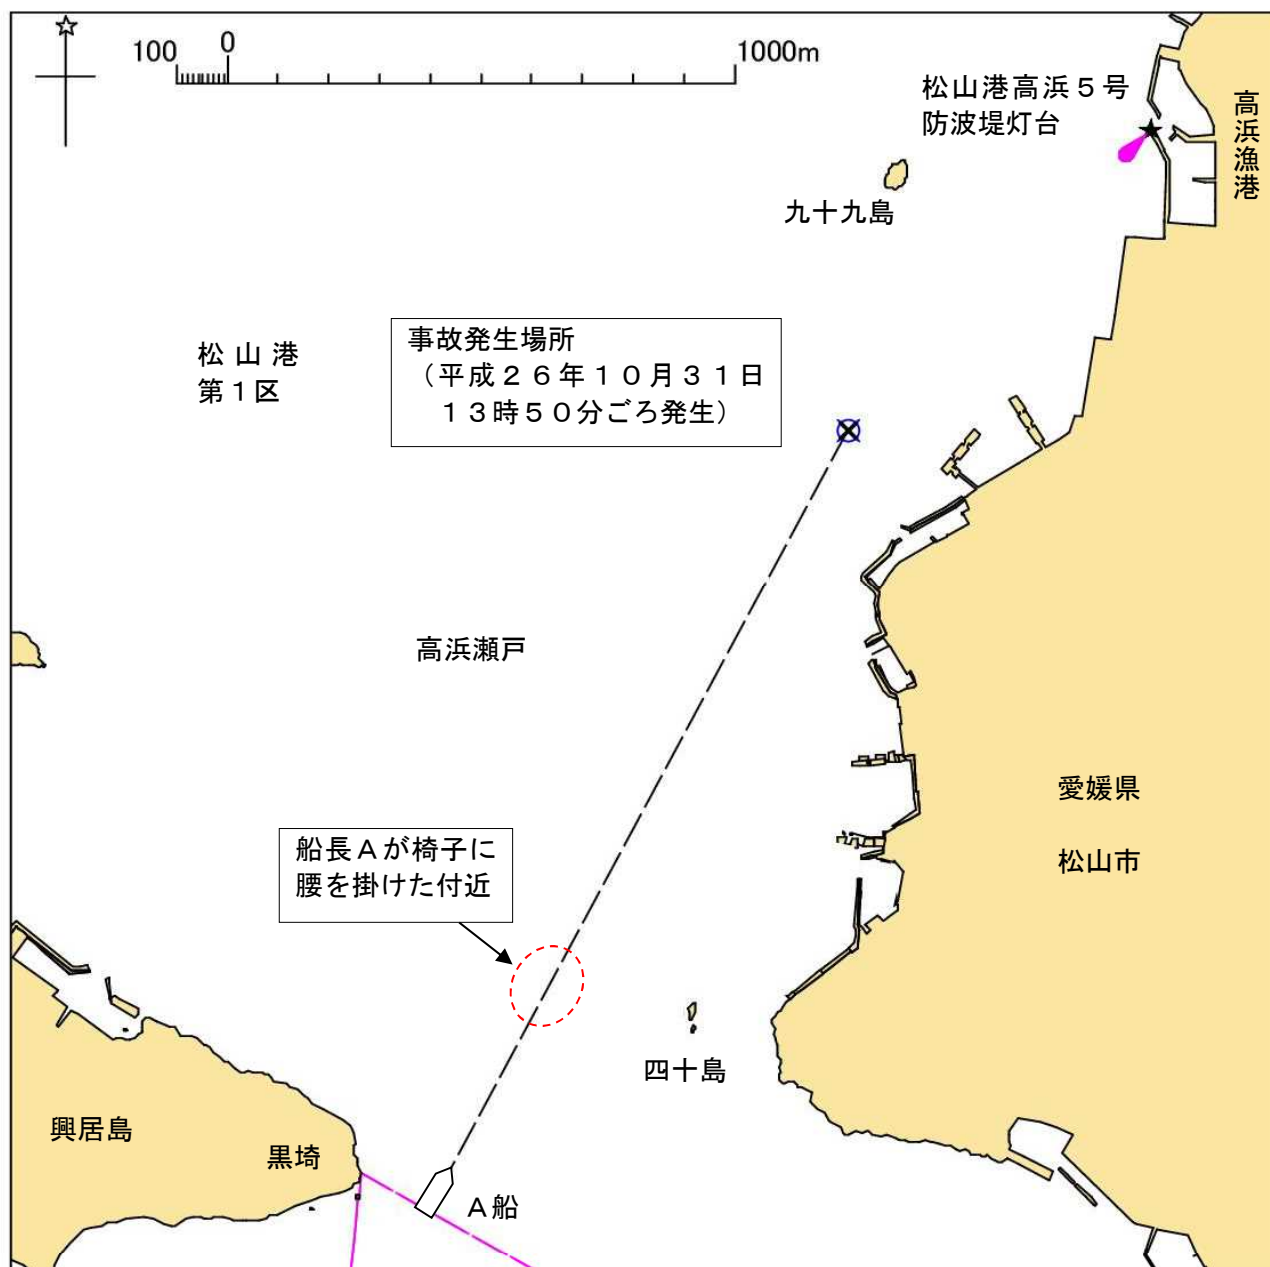 100 0 1000m
松山港高浜５号
防波堤灯台
高浜漁港
九十九島
事故発生場所
（平成２６年１０月３１日
１３時５０分ごろ発生）
松山港
第１区
高浜瀬戸
愛媛県
松山市
船長Ａが椅子に
腰を掛けた付近
四十島
興居島
黒埼
Ａ船